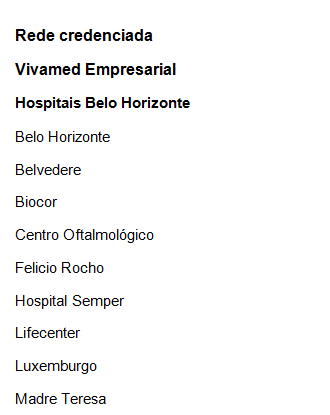 Rede credenciada
Vivamed Empresarial
Hospitais Belo Horizonte
Belo Horizonte
Belvedere
Biocor
Centro Oftalmológico
Felicio Rocho
Hospital Semper
Lifecenter
Luxemburgo
Madre Teresa